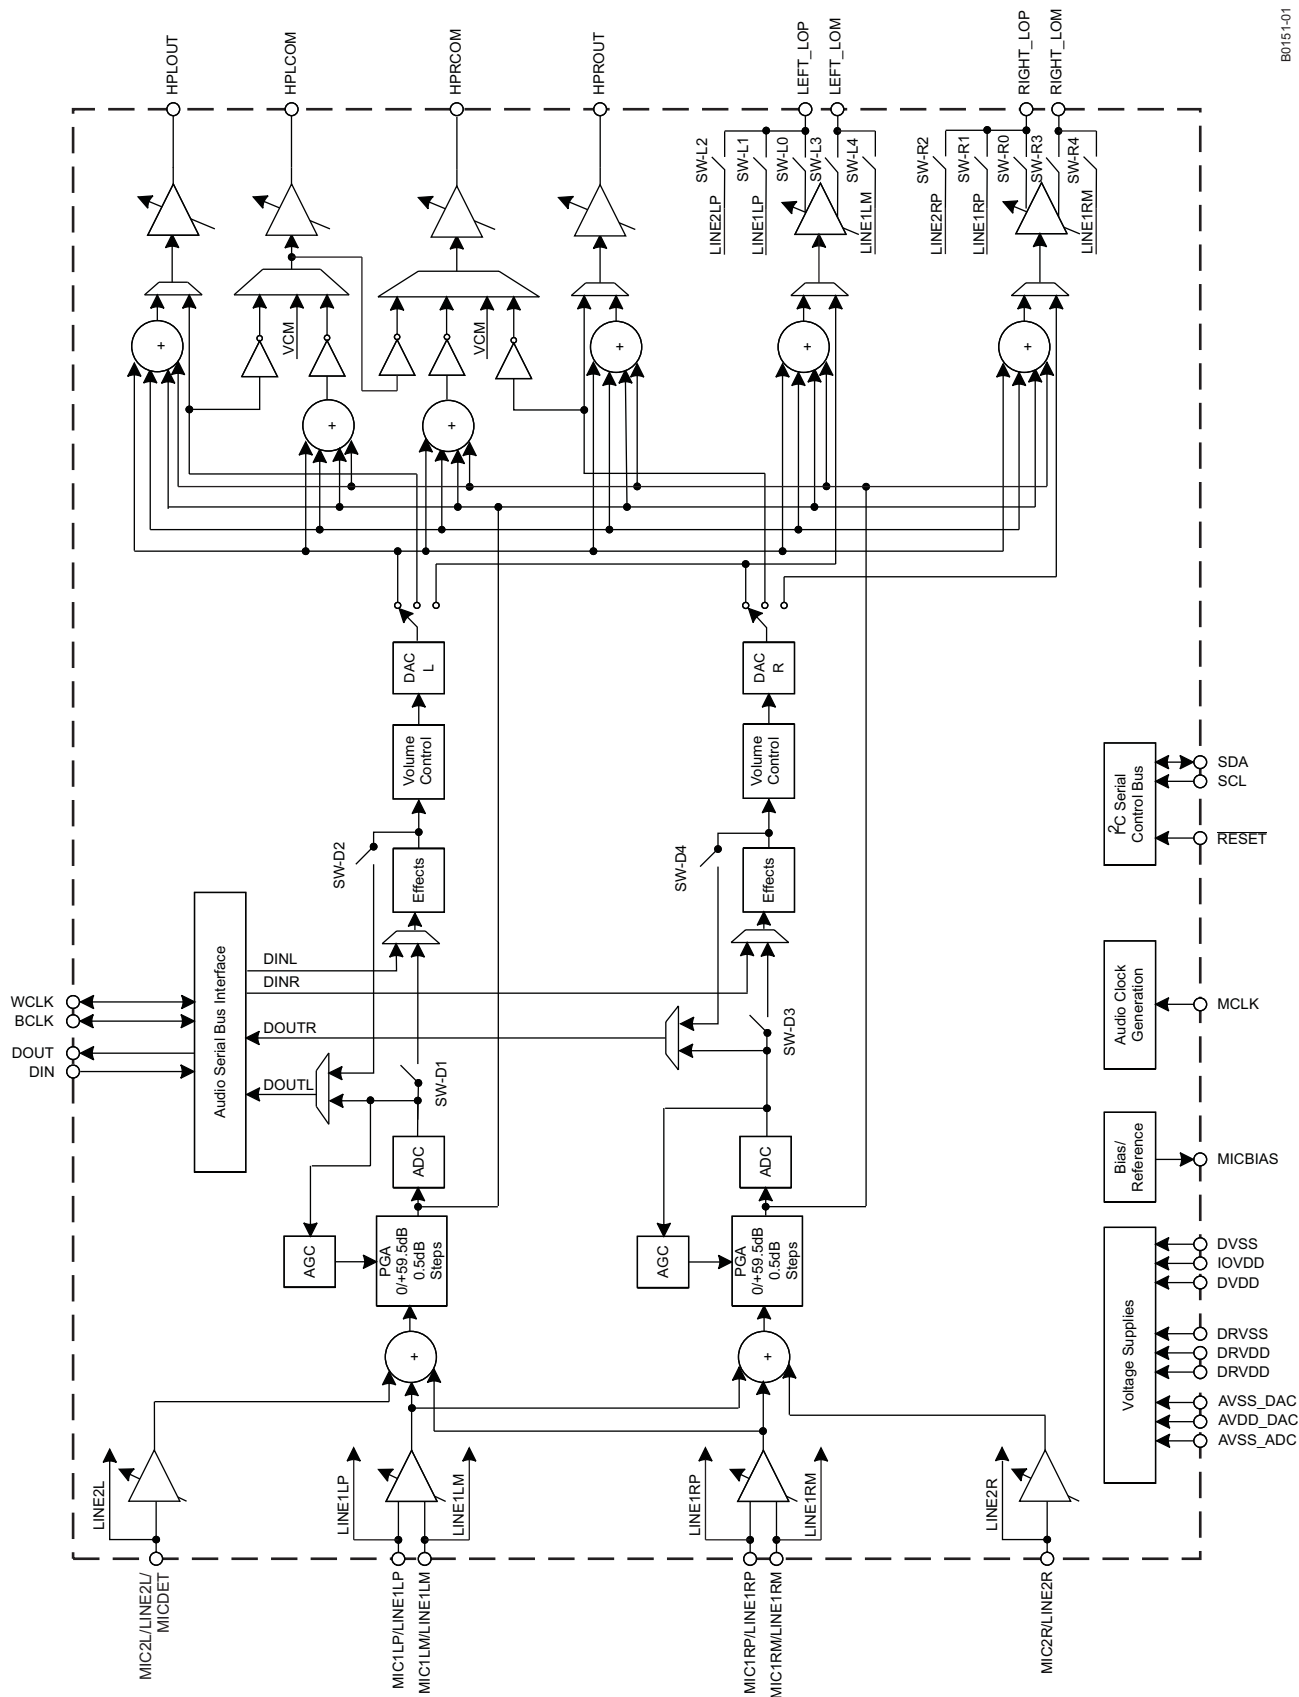 B0151-01
HPLOUT
HPLCOM
HPRCOM
HPROUT
LEFT_LOP
LEFT_LOM
RIGHT_LOP
RIGHT_LOM
SW-L2
SW-L1
SW-L0
SW-L3
SW-L4
SW-R2
SW-R1
SW-R0
SW-R3
SW-R4
LINE2LP
LINE1LP
LINE1LM
LINE2RP
LINE1RP
LINE1RM
VCM
VCM
+
+
+
+
+
+
DAC
L
DAC
R
Volume
Control
Volume
Control
SW-D2
SW-D4
Effects
Effects
I2C Serial
Control Bus
SDA
SCL
RESET
Audio Serial Bus Interface
DINL
DINR
DOUTR
DOUTL
WCLK
BCLK
DOUT
DIN
SW-D1
SW-D3
Audio Clock
Generation
MCLK
ADC
ADC
Bias/
Reference
MICBIAS
AGC
PGA
0/+59.5dB
0.5dB
Steps
AGC
PGA
0/+59.5dB
0.5dB
Steps
Voltage Supplies
DVSS
IOVDD
DVDD
DRVSS
DRVDD
DRVDD
AVSS_DAC
AVDD_DAC
AVSS_ADC
+
+
LINE2L
LINE1LP
LINE1LM
LINE1RP
LINE1RM
LINE2R
MIC2L/LINE2L/
MICDET
MIC1LP/LINE1LP
MIC1LM/LINE1LM
MIC1RP/LINE1RP
MIC1RM/LINE1RM
MIC2R/LINE2R